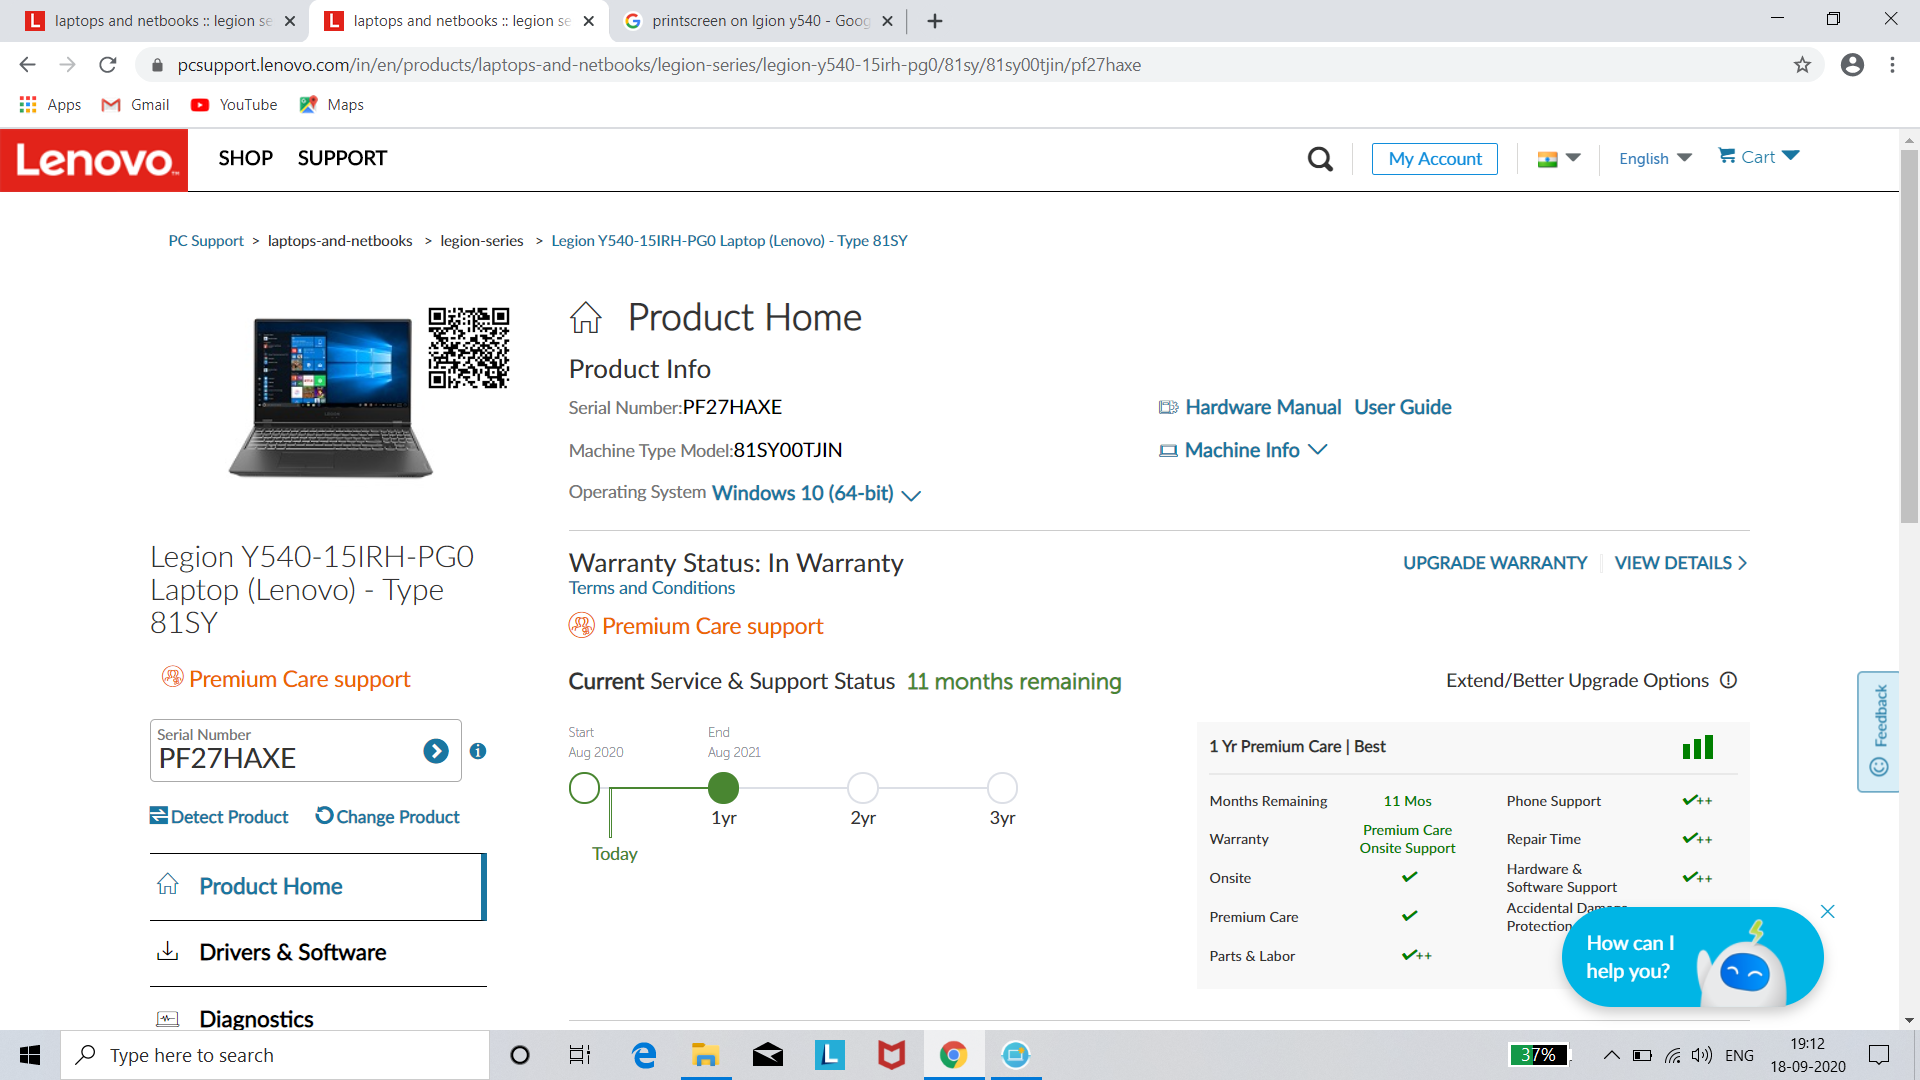 laptops and netbooks :: legion se
laptops and netbooks :: legion se
printscreen on lgion y540 - Goog
pcsupport.lenovo.com/in/en/products/laptops-and-netbooks/legion-series/legion-y540-15irh-pg0/81sy/81sy00tjin/pf27haxe
Apps Gmail YouTube Maps
Lenovo
SHOP SUPPORT
My Account
English
Cart
PC Support > laptops-and-netbooks > legion-series > Legion Y540-15IRH-PG0 Laptop (Lenovo) - Type 81SY
Product Home
Product Info
Serial Number:PF27HAXE
Hardware Manual User Guide
Machine Type Model:81SY00TJIN
Machine Info
Operating System Windows 10 (64-bit)
Legion Y540-15IRH-PG0
Laptop (Lenovo) - Type
81SY
Premium Care support
Serial Number
PF27HAXE
Detect Product Change Product
Product Home
Drivers & Software
Diagnostics
Warranty Status: In Warranty
UPGRADE WARRANTY VIEW DETAILS
Terms and Conditions
Premium Care support
Current Service & Support Status 11 months remaining
Extend/Better Upgrade Options
Start
Aug 2020
End
Aug 2021
1yr 2yr 3yr
Today
1 Yr Premium Care | Best
Months Remaining 11 Mos
Phone Support ++
Warranty Premium Care
Onsite Support
Repair Time ++
Onsite
Hardware &
Software Support ++
Premium Care
Accidental Dam
Protection
Parts & Labor ++
Feedback
How can I
help you?
Type here to search
37%
ENG
19:12
18-09-2020